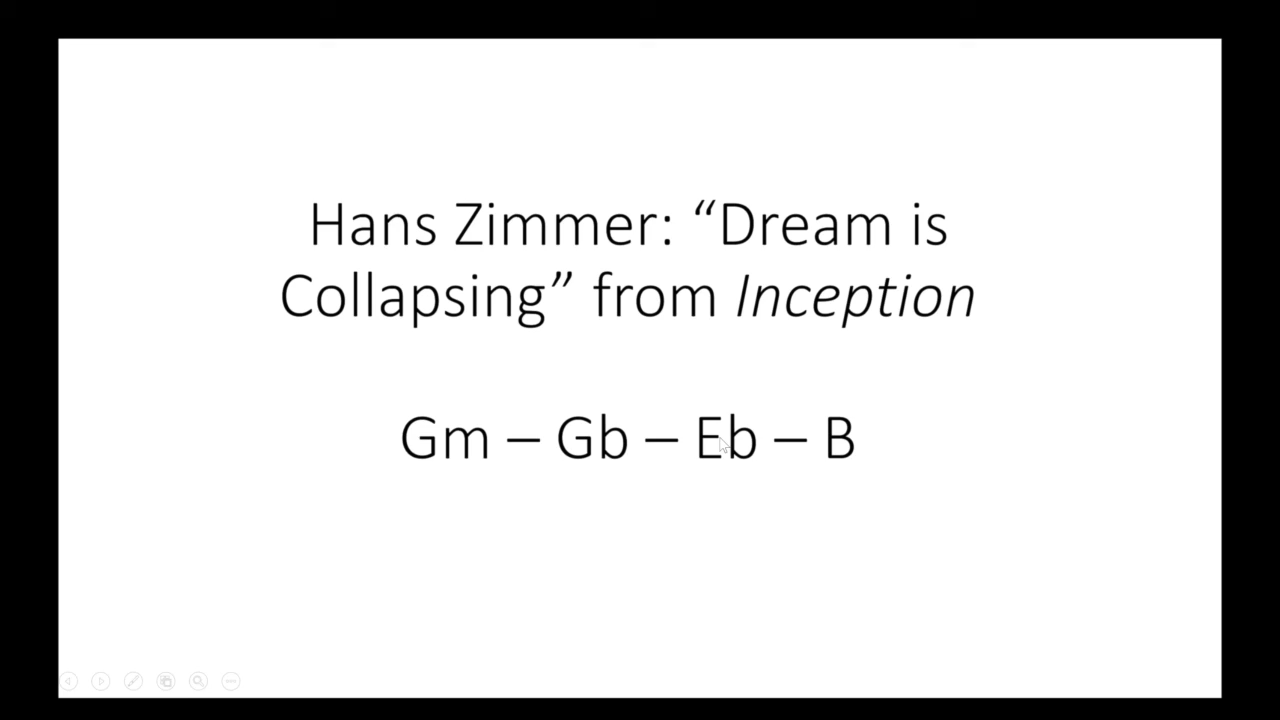 Hans Zimmer: “Dream is
Collapsing” from Inception
Gm – Gb – Eb – B